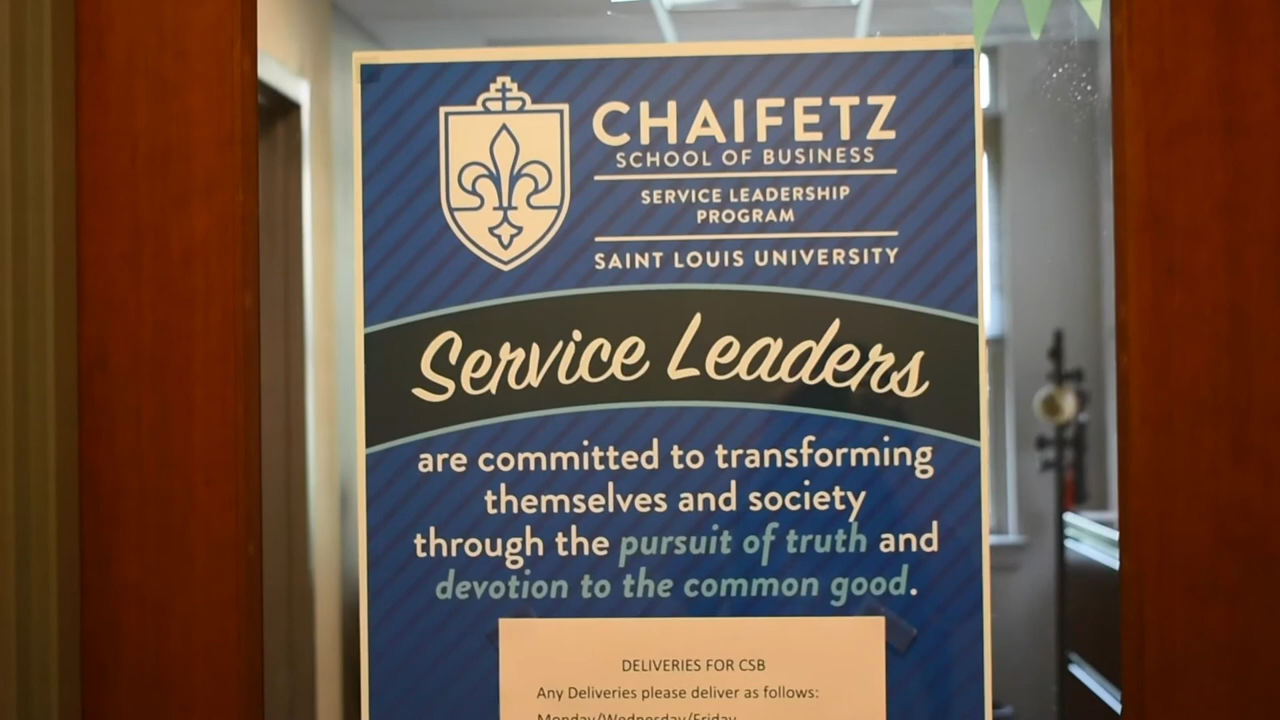 CHAIFETZ
SCHOOL OF BUSINESS
SERVICE LEADERSHIP
PROGRAM
SAINT LOUIS UNIVERSITY
Service Leaders
are committed to transforming
themselves and society
through the pursuit of truth and
devotion to the common good.
DELIVERIES FOR CSB
Any Deliveries please deliver as follows:
Monday/Wednesday/Friday